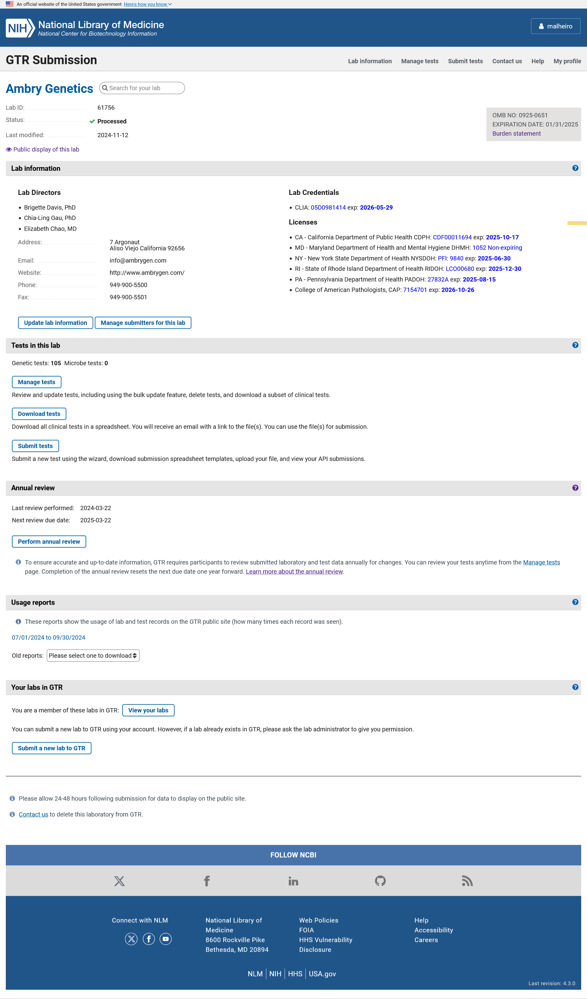 An official website of the United States government Here's how you know
NIH National Library of Medicine
National Center for Biotechnology Information
malheiro
GTR Submission
Lab information Manage tests Submit tests Contact us Help My profile
Ambry Genetics Search for your lab
Lab ID: 61756
Status: Processed
Last modified: 2024-11-12
Public display of this lab
OMB NO: 0925-0651
EXPIRATION DATE: 01/31/2025
Burden statement
Lab information
Lab Directors
• Brigette Davis, PhD
• Chia-Ling Gau, PhD
• Elizabeth Chao, MD
Address: 7 Argonaut
Aliso Viejo California 92656
Email: info@ambrygen.com
Website: http://www.ambrygen.com/
Phone: 949-900-5500
Fax: 949-900-5501
Lab Credentials
• CLIA: 05D0981414 exp: 2026-05-29
Licenses
• CA - California Department of Public Health CDPH: CDF00011694 exp: 2025-10-17
• MD - Maryland Department of Health and Mental Hygiene DHMH: 1052 Non-expiring
• NY - New York State Department of Health NYSDOH: PFI: 9840 exp: 2025-06-30
• RI - State of Rhode Island Department of Health RIDOH: LCO00680 exp: 2025-12-30
• PA - Pennsylvania Department of Health PADOH: 27832A exp: 2025-08-15
• College of American Pathologists, CAP: 7154701 exp: 2026-10-26
Update lab information Manage submitters for this lab
Tests in this lab
Genetic tests: 105 Microbe tests: 0
Manage tests
Review and update tests, including using the bulk update feature, delete tests, and download a subset of clinical tests.
Download tests
Download all clinical tests in a spreadsheet. You will receive an email with a link to the file(s). You can use the file(s) for submission.
Submit tests
Submit a new test using the wizard, download submission spreadsheet templates, upload your file, and view your API submissions.
Annual review
Last review performed: 2024-03-22
Next review due date: 2025-03-22
Perform annual review
To ensure accurate and up-to-date information, GTR requires participants to review submitted laboratory and test data annually for changes. You can review your tests anytime from the Manage tests
page. Completion of the annual review resets the next due date one year forward. Learn more about the annual review.
Usage reports
These reports show the usage of lab and test records on the GTR public site (how many times each record was seen).
07/01/2024 to 09/30/2024
Old reports: Please select one to download
Your labs in GTR
You are a member of these labs in GTR: View your labs
You can submit a new lab to GTR using your account. However, if a lab already exists in GTR, please ask the lab administrator to give you permission.
Submit a new lab to GTR
Please allow 24-48 hours following submission for data to display on the public site.
Contact us to delete this laboratory from GTR.
FOLLOW NCBI
Connect with NLM
National Library of
Medicine
8600 Rockville Pike
Bethesda, MD 20894
Web Policies
FOIA
HHS Vulnerability
Disclosure
Help
Accessibility
Careers
NLM NIH HHS USA.gov
Last revision: 4.3.0